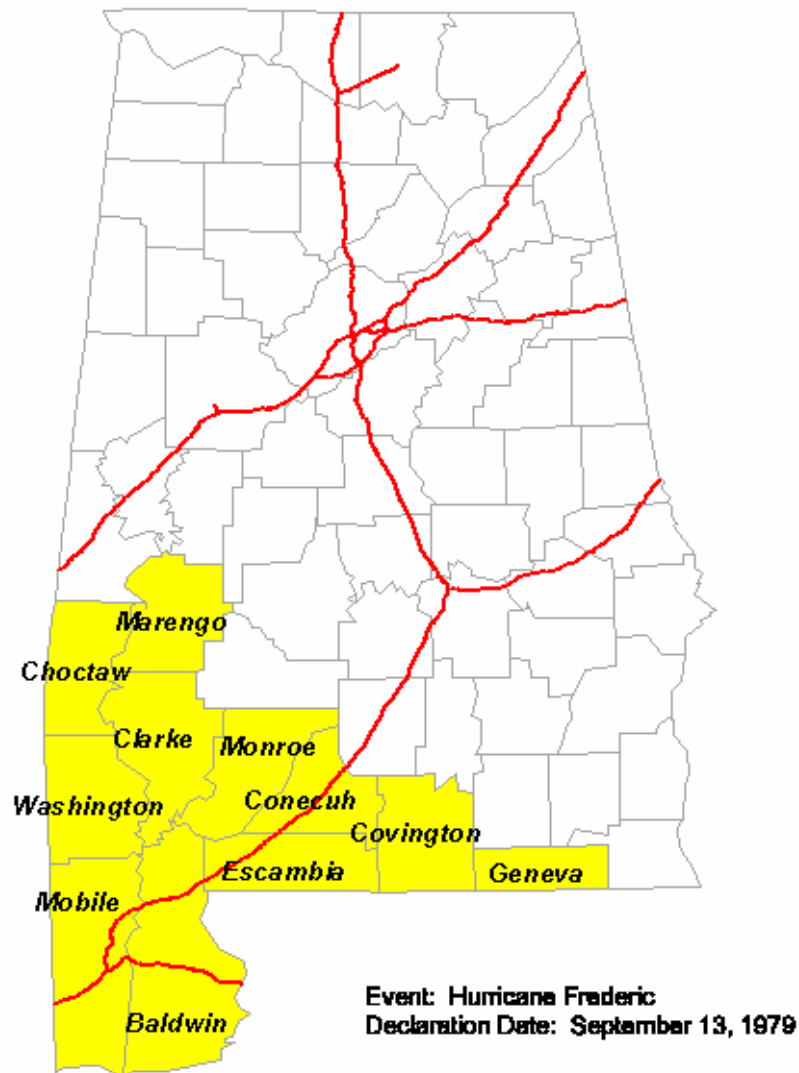 Marengo
Choctaw
Clarke
Monroe
Washington
Conecuh
Covington
Escambia
Geneva
Mobile
Baldwin
Event: Hurricane Frederic
Declaration Date: September 13, 1979